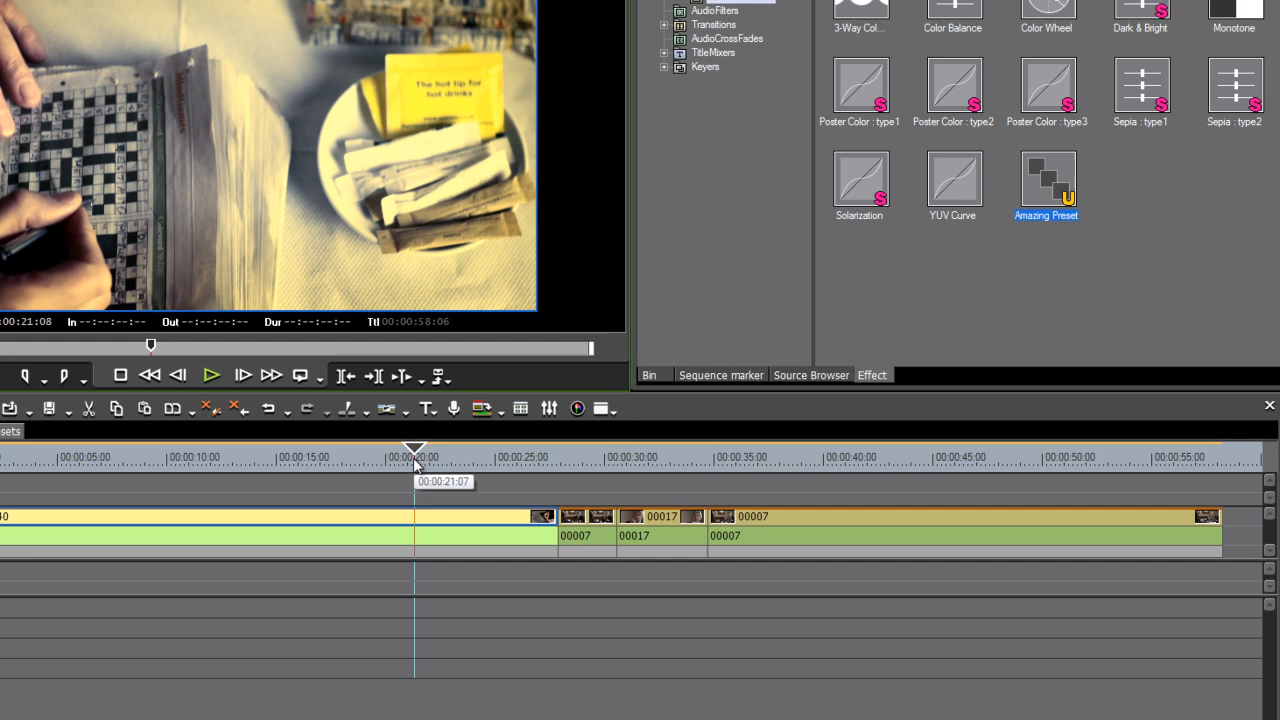 AudioFilters
Transitions
AudioCrossFades
TitleMixers
Keyers
3-Way Col...
Color Balance
Color Wheel
Dark & Bright
Monotone
Poster Color : type1
Poster Color : type2
Poster Color : type3
Sepia : type1
Sepia : type2
Solarization
YUV Curve
Amazing Preset
The hot tip for
hot drinks
:00:21:08 In --:--:--:-- Out --:--:--:-- Dur --:--:--:-- Ttl 00:00:58:06
Bin Sequence marker Source Browser Effect
sets
00:00:05:00 00:00:10:00 00:00:15:00 00:00:20:00 00:00:25:00 00:00:30:00 00:00:35:00 00:00:40:00 00:00:45:00 00:00:50:00 00:00:55:00
00:00:21:07
40 00017 00007
00007 00017 00007